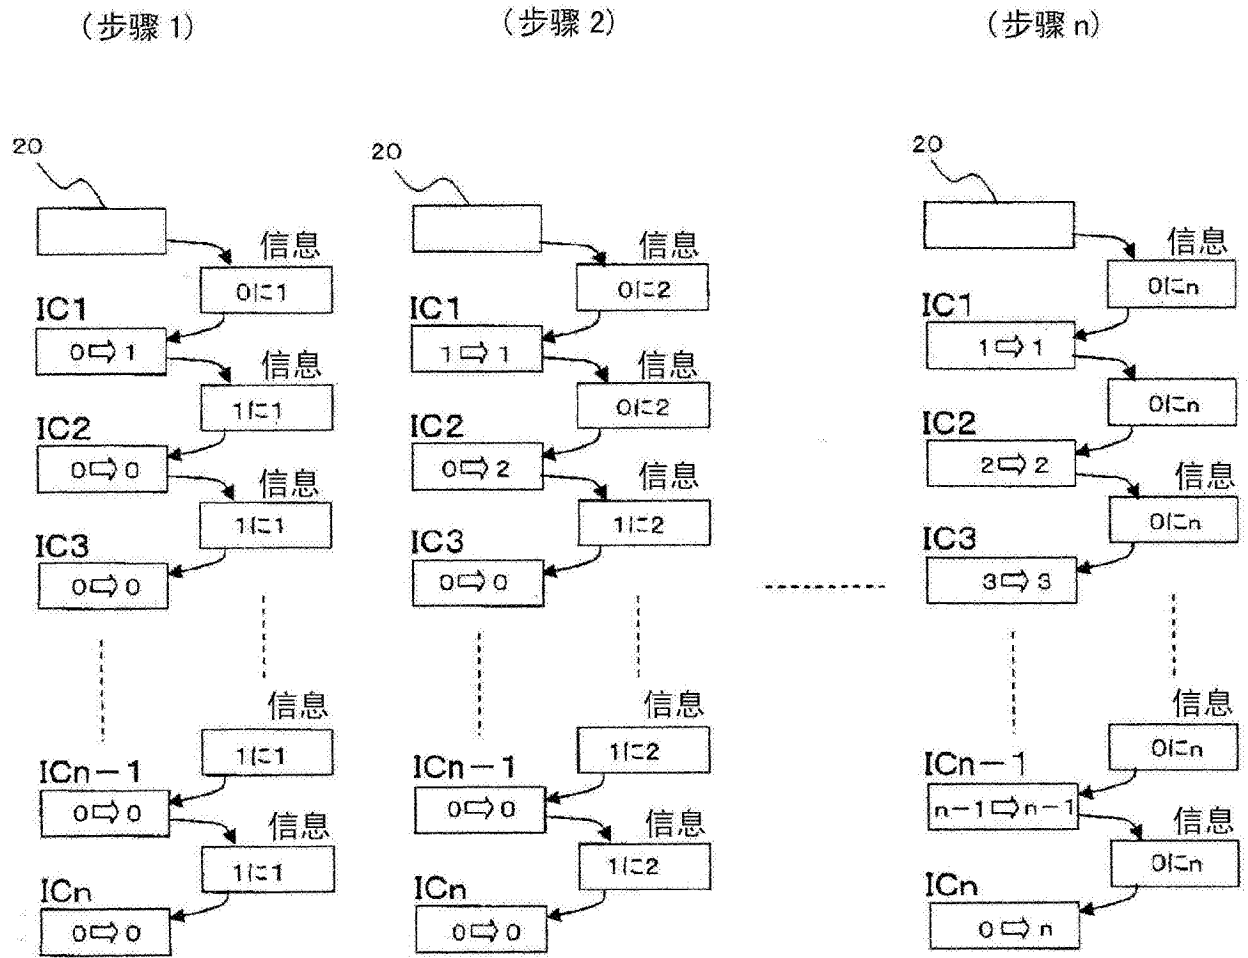 (步骤 1)
20
信息
0に1
IC1
0⇨1
信息
1に1
IC2
0⇨0
信息
1に1
IC3
0⇨0
信息
1に1
ICn-1
0⇨0
信息
1に1
ICn
0⇨0
(步骤 2)
20
信息
0に2
IC1
1⇨1
信息
0に2
IC2
0⇨2
信息
1に2
IC3
0⇨0
信息
1に2
ICn-1
0⇨0
信息
1に2
ICn
0⇨0
(步骤 n)
20
信息
0にn
IC1
1⇨1
0にn
IC2
2⇨2
信息
0にn
IC3
3⇨3
信息
0にn
ICn-1
n-1⇨n-1
信息
0にn
ICn
0⇨n